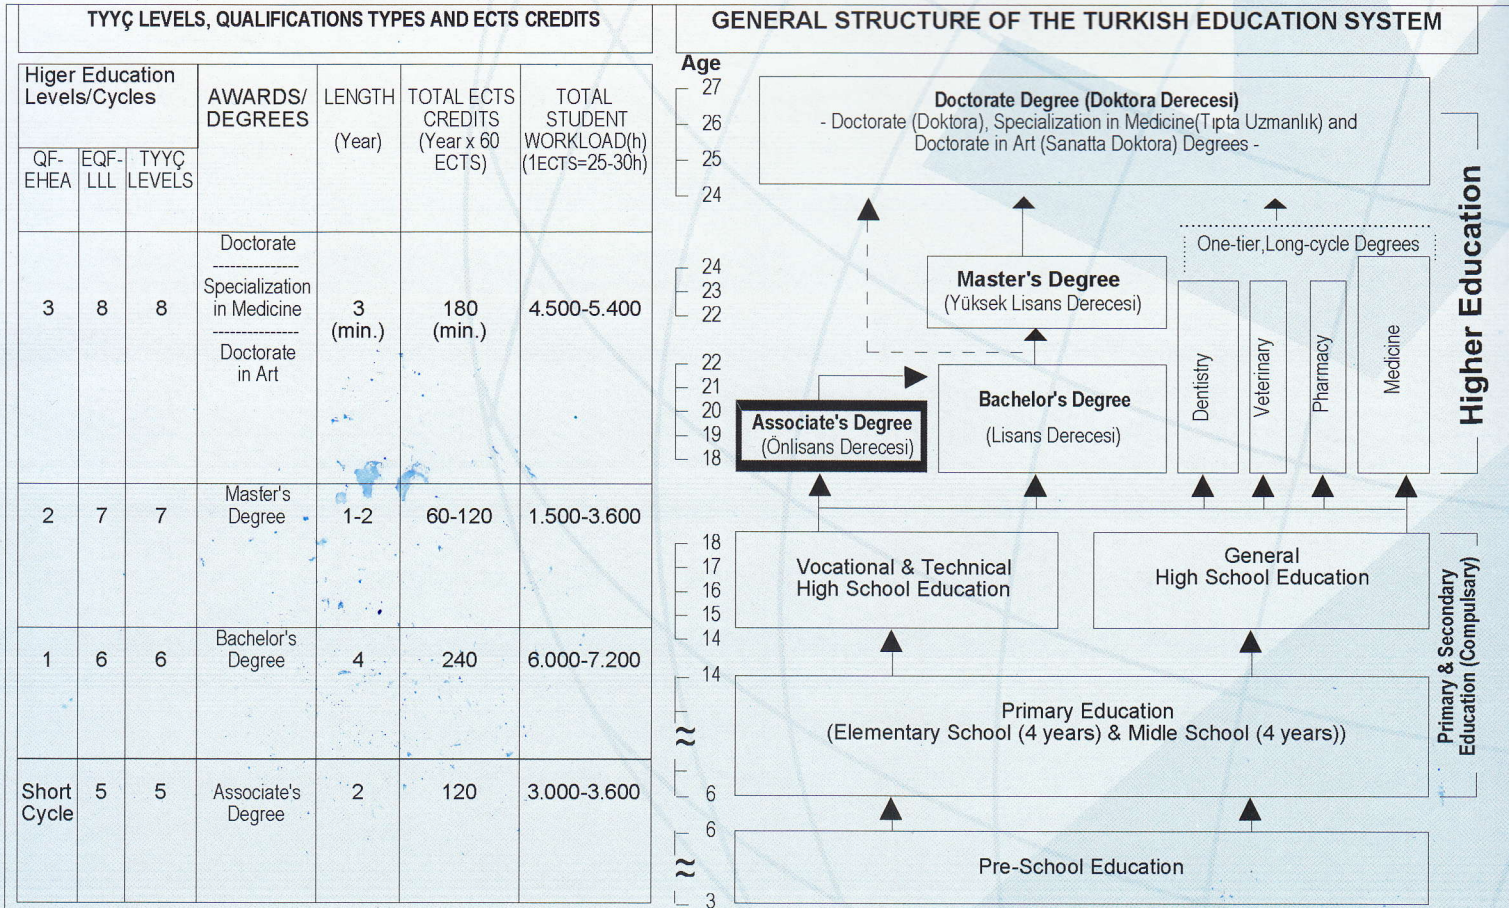 TYYÇ LEVELS, QUALIFICATIONS TYPES AND ECTS CREDITS
Higer Education
Levels/Cycles
QF-
EHEA
EQF-
LLL
TYYÇ
LEVELS
AWARDS/
DEGREES
LENGTH
(Year)
TOTAL ECTS
CREDITS
(Year x 60
ECTS)
TOTAL
STUDENT
WORKLOAD(h)
(1ECTS=25-30h)
3
8
8
Doctorate
---------------
Specialization
in Medicine
---------------
Doctorate
in Art
3
(min.)
180
(min.)
4.500-5.400
2
7
7
Master's
Degree
1-2
60-120
1.500-3.600
1
6
6
Bachelor's
Degree
4
240
6.000-7.200
Short
Cycle
5
5
Associate's
Degree
2
120
3.000-3.600
GENERAL STRUCTURE OF THE TURKISH EDUCATION SYSTEM
Age
27
26
25
24
Doctorate Degree (Doktora Derecesi)
- Doctorate (Doktora), Specialization in Medicine(Tıpta Uzmanlık) and
Doctorate in Art (Sanatta Doktora) Degrees -
One-tier,Long-cycle Degrees
24
23
22
Master's Degree
(Yüksek Lisans Derecesi)
22
21
20
19
18
Associate's Degree
(Önlisans Derecesi)
Bachelor's Degree
(Lisans Derecesi)
Dentistry
Veterinary
Pharmacy
Medicine
Higher Education
18
17
16
15
14
Vocational & Technical
High School Education
General
High School Education
14
≈
6
Primary Education
(Elementary School (4 years) & Midle School (4 years))
Primary & Secondary
Education (Compulsary)
6
≈
3
Pre-School Education